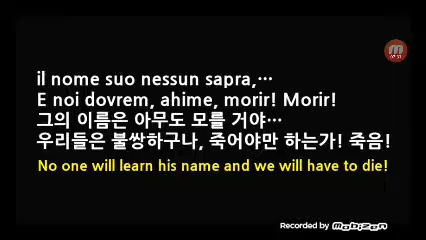 il nome suo nessun sapra,…
E noi dovrem, ahime, morir! Morir!
그의 이름은 아무도 모를 거야…
우리들은 불쌍하구나, 죽어야만 하는가! 죽음!
No one will learn his name and we will have to die!
Recorded by mobizen